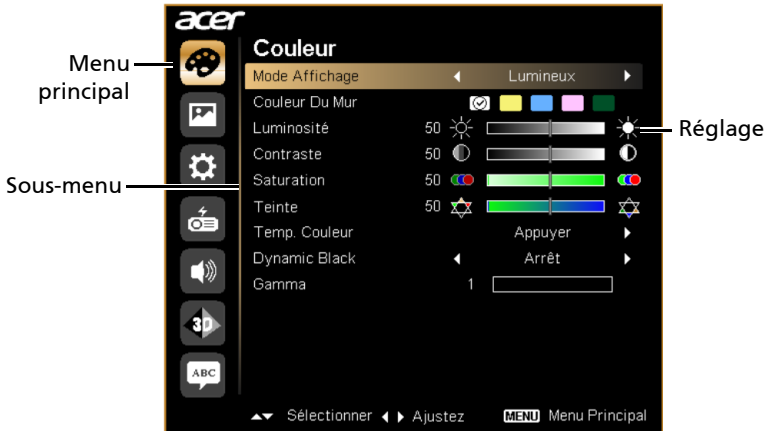 acer
Couleur
Mode Affichage Lumineux
Couleur Du Mur
Luminosité 50
Contraste 50
Saturation 50
Teinte 50
Temp. Couleur Appuyer
Dynamic Black Arrêt
Gamma 1
3D
ABC
Sélectionner Ajustez MENU Menu Principal
Menu
principal
Sous-menu
Réglage